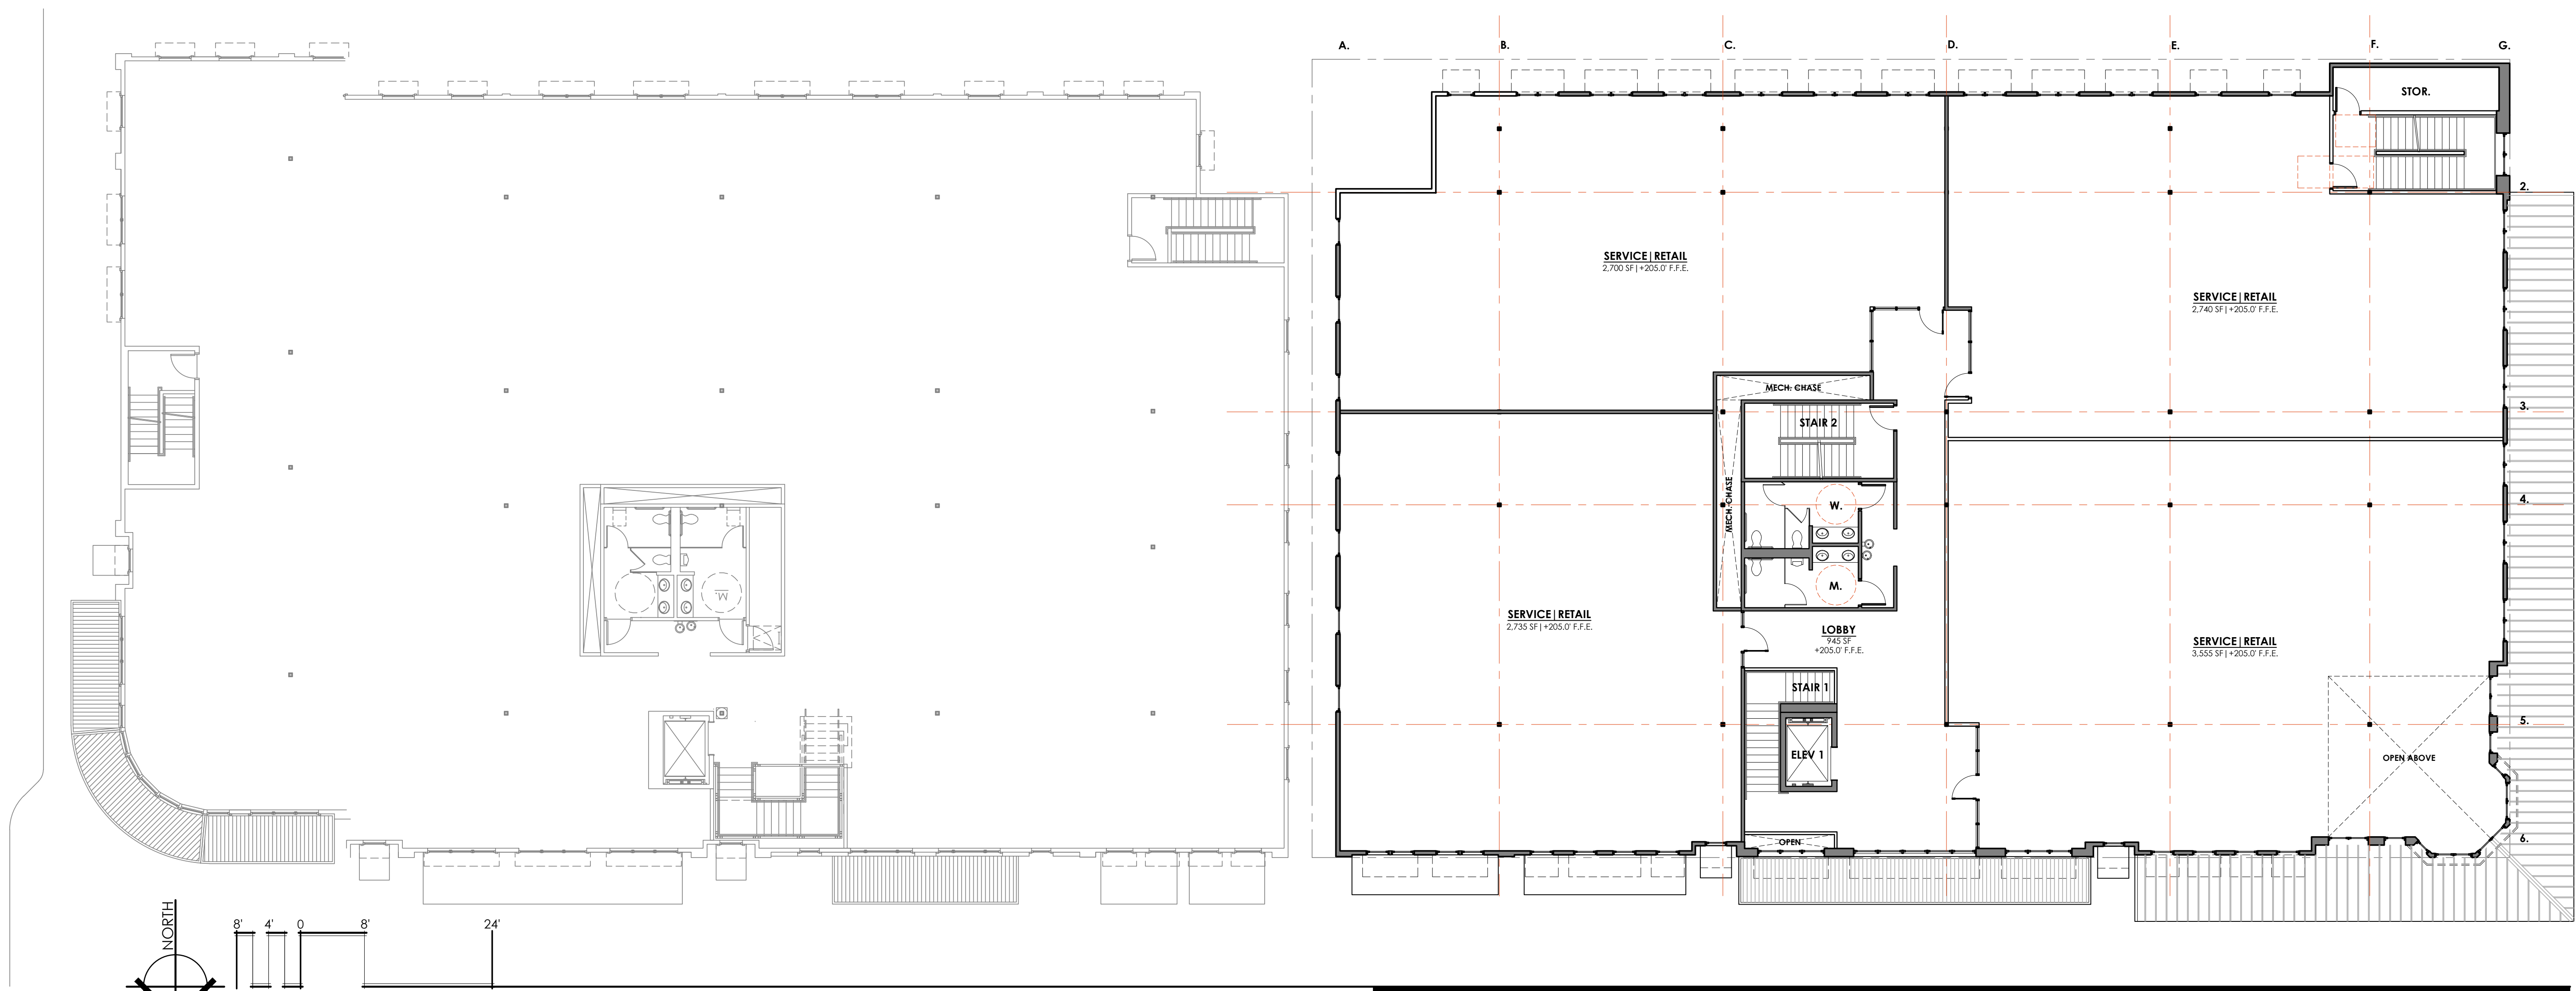 A.
B.
C.
D.
E.
F.
G.
STOR.
2.
SERVICE|RETAIL
2,700 SF|+205.0' F.F.E.
SERVICE|RETAIL
2,740 SF|+205.0' F.F.E.
MECH. CHASE
3.
STAIR 2
MECH. CHASE
W.
4.
M.
M.
SERVICE|RETAIL
2,735 SF|+205.0' F.F.E.
LOBBY
945 SF
+205.0' F.F.E.
SERVICE|RETAIL
3,555 SF|+205.0' F.F.E.
STAIR 1
5.
ELEV 1
OPEN ABOVE
OPEN
6.
NORTH
8'
4'
0
8'
24'